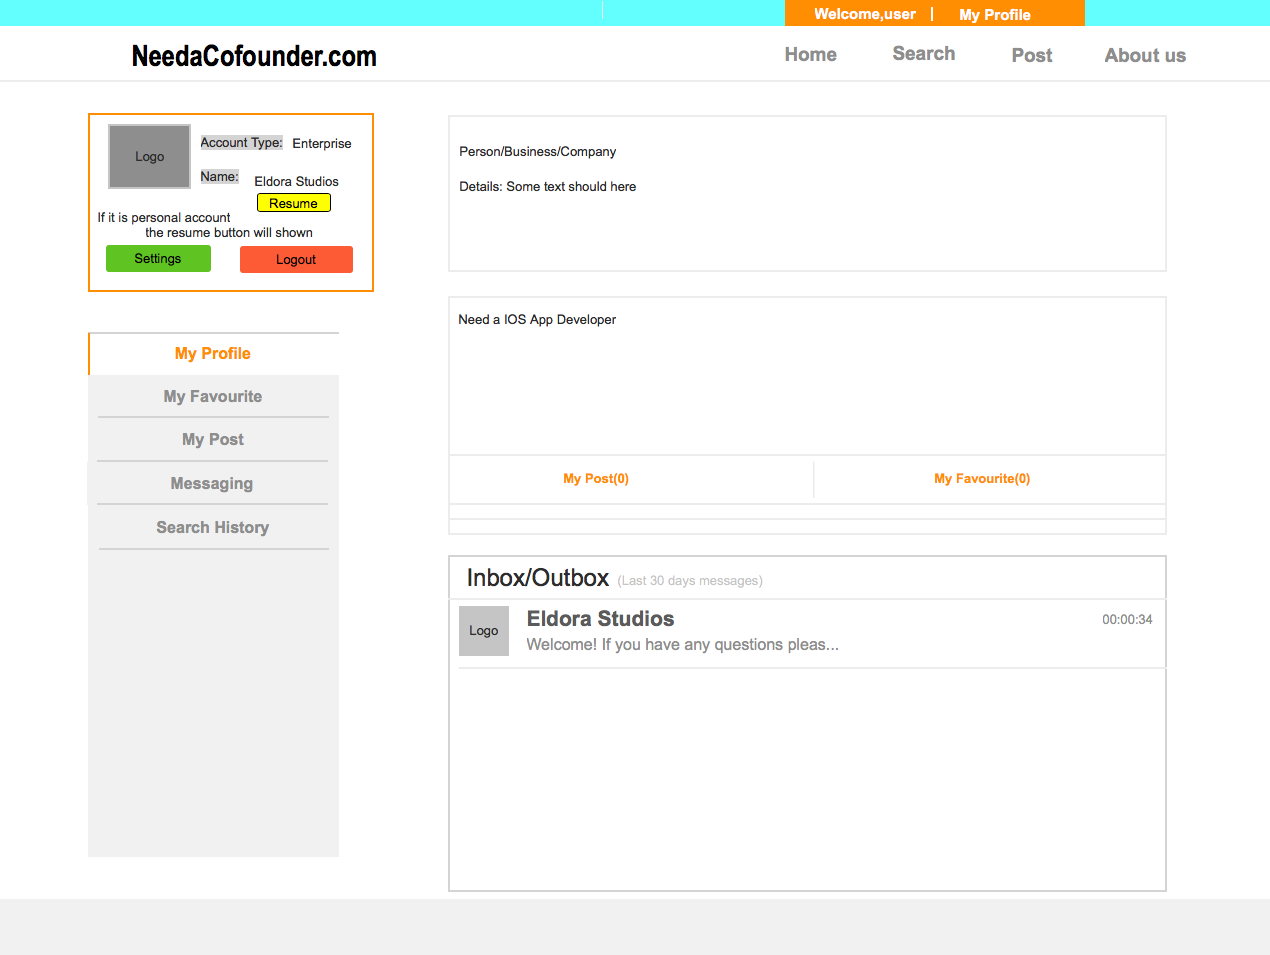 Welcome,user
My Profile
NeedaCofounder.com
Home
Search
Post
About us
Logo
Account Type: Enterprise
Name: Eldora Studios
Resume
If it is personal account
the resume button will shown
Settings
Logout
My Profile
My Favourite
My Post
Messaging
Search History
Person/Business/Company
Details: Some text should here
Need a IOS App Developer
My Post(0)
My Favourite(0)
Inbox/Outbox (Last 30 days messages)
Logo
Eldora Studios
00:00:34
Welcome! If you have any questions pleas...